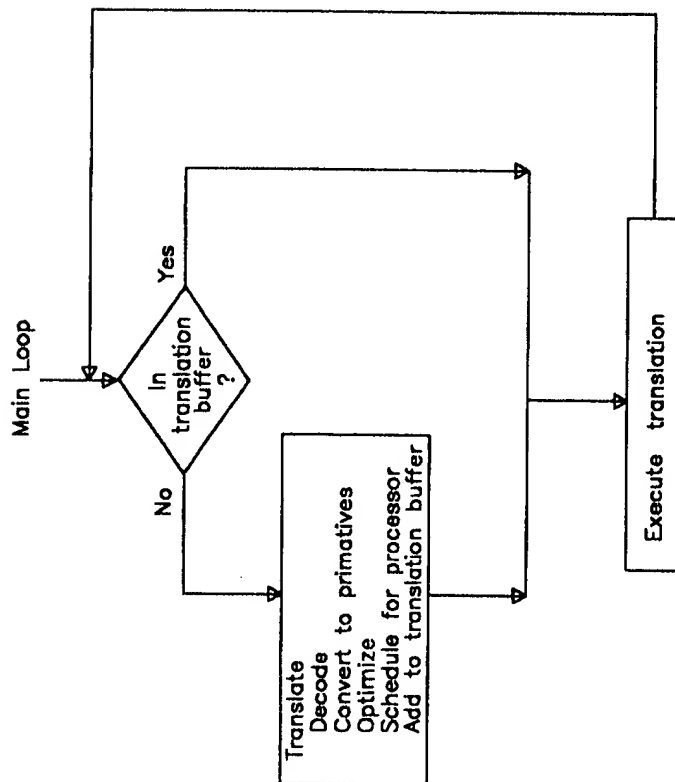 Main Loop
In
translation
buffer
?
Yes
No
Translate
Decode
Convert to primatives
Optimize
Schedule for processor
Add to translation buffer
Execute translation